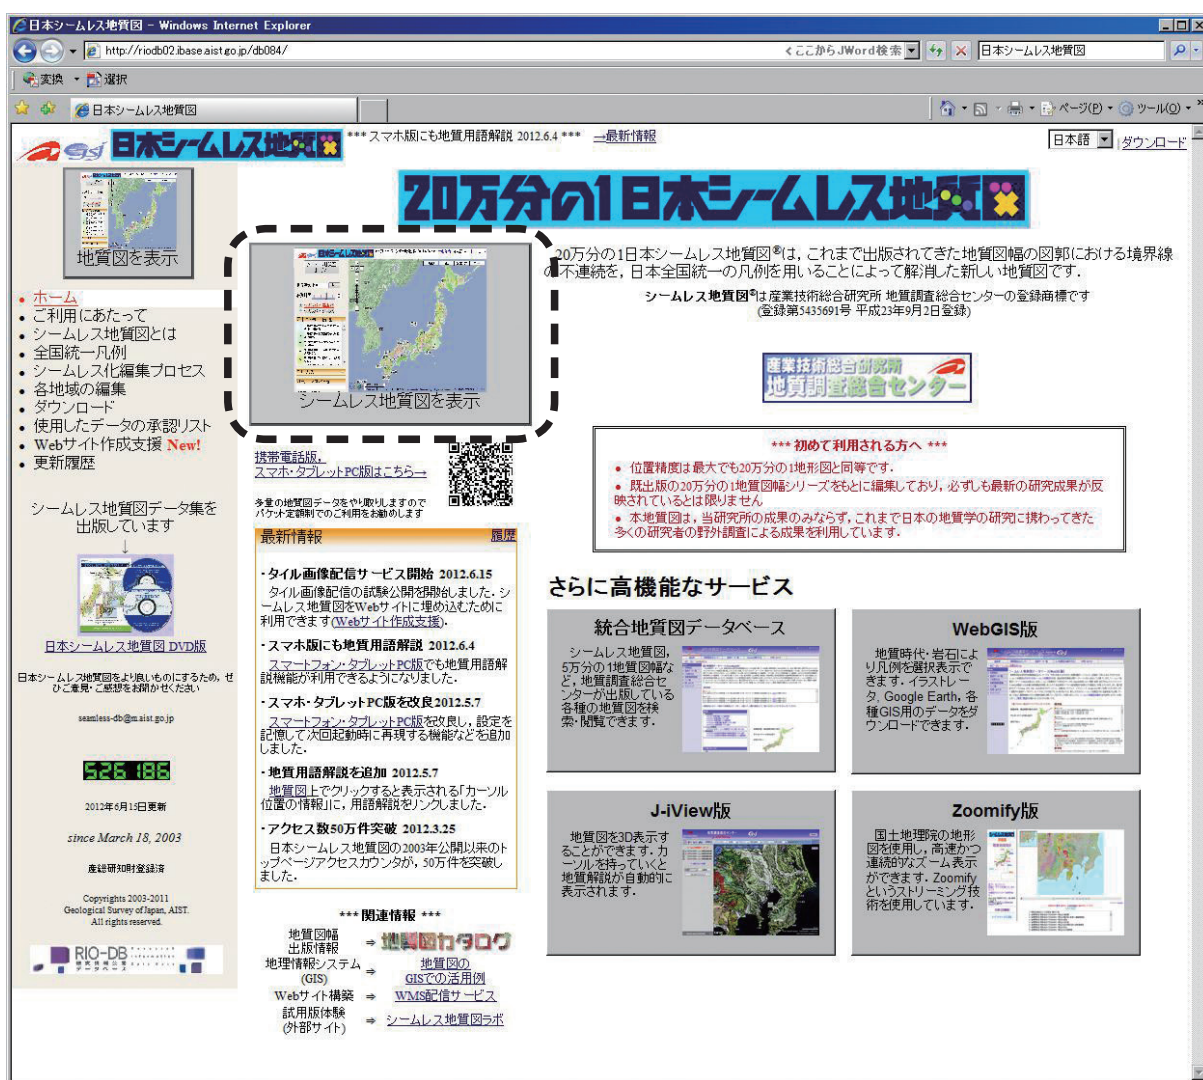 日本シームレス地質図 - Windows Internet Explorer
http://riodb02.ibase.aist.go.jp/db084/
くここからJWord検索
日本シームレス地質図
変換
選択
日本シームレス地質図
ページ(P)
ツール(O)
日本シームレス地質図
*** スマホ版にも地質用語解説 2012.6.4 ***
→最新情報
日本語
ダウンロード
地質図を表示
ホーム
ご利用にあたって
シームレス地質図とは
全国統一凡例
シームレス化編集プロセス
各地域の編集
ダウンロード
使用したデータの承認リスト
Webサイト作成支援 New!
更新履歴
シームレス地質図データ集を
出版しています
↓
日本シームレス地質図 DVD版
日本シームレス地質図をより良いものにするため、ぜ
ひご意見・ご感想をお聞かせください
seamless-db@m.aist.go.jp
526186
2012年6月15日更新
since March 18, 2003
産総研知財登録済
Copyrights 2003-2011
Geological Survey of Japan, AIST.
All rights reserved.
RIO-DB
20万分の1日本シームレス地質図
シームレス地質図を表示
20万分の1日本シームレス地質図®は，これまで出版されてきた地質図幅の図郭における境界線
の不連続を，日本全国統一の凡例を用いることによって解消した新しい地質図です．
シームレス地質図®は産業技術総合研究所 地質調査総合センターの登録商標です
(登録第5435691号 平成23年9月2日登録)
産業技術総合研究所
地質調査総合センター
携帯電話版，
スマホ・タブレットPC版はこちら→
多量の地質図データをやり取りしますので
パケット定額制でのご利用をお勧めします
*** 初めて利用される方へ ***
位置精度は最大でも20万分の1地形図と同等です．
既出版の20万分の1地質図幅シリーズをもとに編集しており，必ずしも最新の研究成果が反
映されているとは限りません
本地質図は，当研究所の成果のみならず，これまで日本の地質学の研究に携わってきた
多くの研究者の野外調査による成果を利用しています．
最新情報
履歴
・タイル画像配信サービス開始 2012.6.15
タイル画像配信の試験公開を開始しました．シ
ームレス地質図をWebサイトに埋め込むために
利用できます(Webサイト作成支援)．
・スマホ版にも地質用語解説 2012.6.4
スマートフォン・タブレットPC版でも地質用語解
説機能が利用できるようになりました．
・スマホ・タブレットPC版を改良2012.5.7
スマートフォン・タブレットPC版を改良し，設定を
記憶して次回起動時に再現する機能などを追加
しました．
・地質用語解説を追加 2012.5.7
地質図上でクリックすると表示される「カーソル
位置の情報」に，用語解説をリンクしました．
・アクセス数50万件突破 2012.3.25
日本シームレス地質図の2003年公開以来のト
ップページアクセスカウンタが，50万件を突破し
ました．
*** 関連情報 ***
地質図幅
出版情報
⇒
地質図カタログ
地理情報システム
(GIS)
⇒
地質図の
GISでの活用例
Webサイト構築 ⇒ WMS配信サービス
試用版体験
(外部サイト)
⇒
シームレス地質図ラボ
さらに高機能なサービス
統合地質図データベース
シームレス地質図，
5万分の1地質図幅な
ど，地質調査総合セ
ンターが出版している
各種の地質図を検
索・閲覧できます．
WebGIS版
地質時代・岩石によ
り凡例を選択表示で
きます．イラストレー
タ, Google Earth, 各
種GIS用のデータをダ
ウンロードできます．
J-iView版
地質図を3D表示す
ることができます．カ
ーソルを持っていくと
地質解説が自動的に
表示されます．
Zoomify版
国土地理院の地形
図を使用し，高速かつ
連続的なズーム表示
ができます．Zoomify
というストリーミング技
術を使用しています．